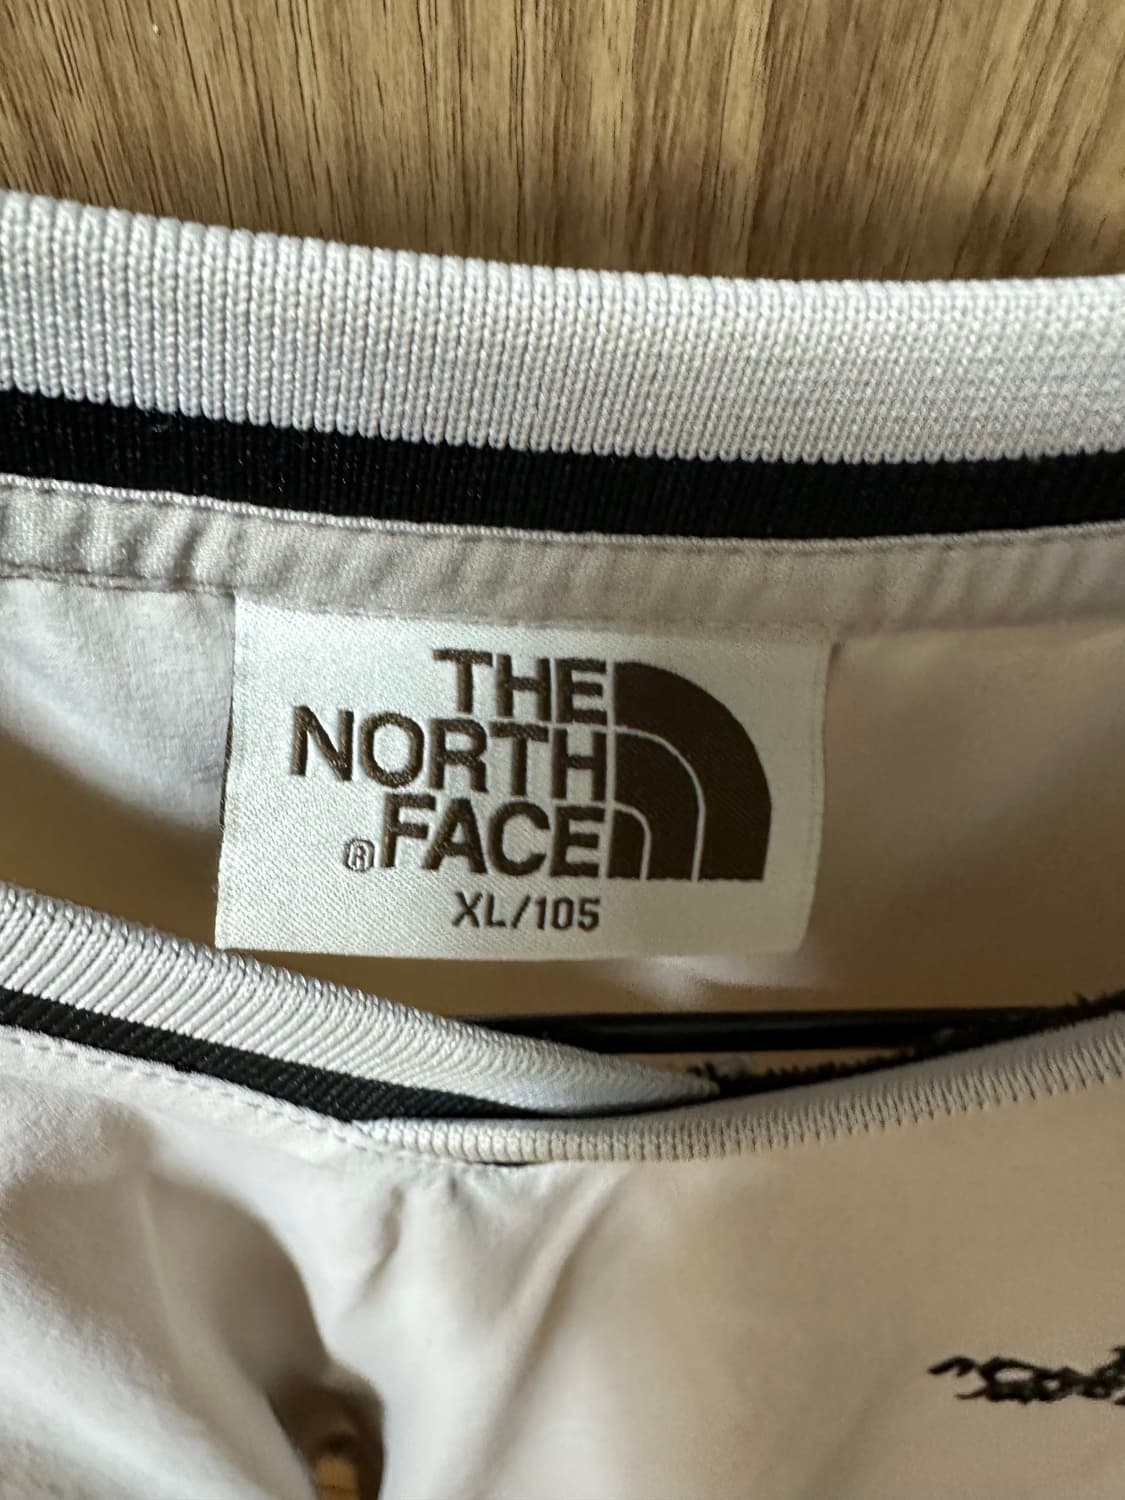 THE
NORTH
®FACE
XL/105